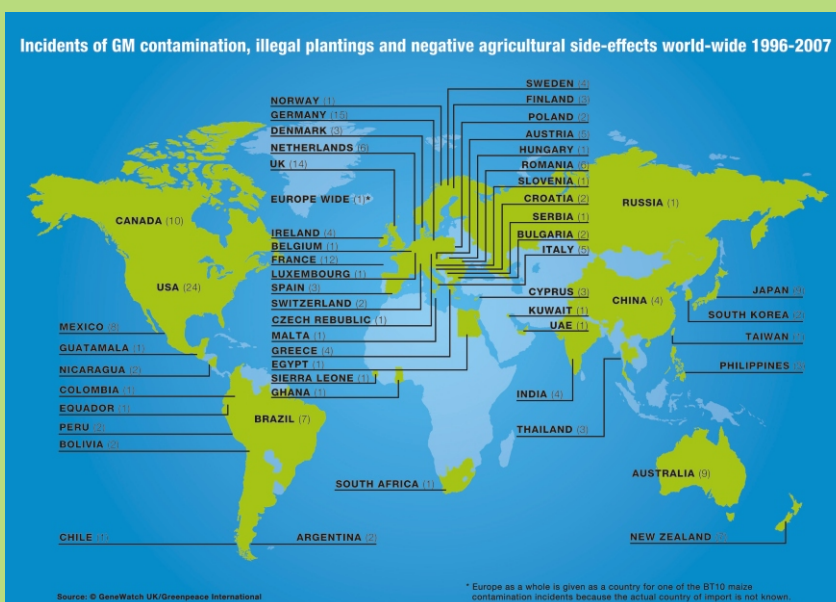 Incidents of GM contamination, illegal plantings and negative agricultural side-effects world-wide 1996-2007
NORWAY (1)
GERMANY (15)
DENMARK (3)
NETHERLANDS (6)
UK (14)
EUROPE WIDE (1)*
IRELAND (4)
BELGIUM (1)
FRANCE (12)
LUXEMBOURG (1)
SPAIN (3)
SWITZERLAND (2)
CZECH REBUBLIC (1)
MALTA (1)
GREECE (4)
EGYPT (1)
SIERRA LEONE (1)
GHANA (1)
SWEDEN (4)
FINLAND (3)
POLAND (2)
AUSTRIA (5)
HUNGARY (1)
ROMANIA (6)
SLOVENIA (1)
CROATIA (2)
SERBIA (1)
BULGARIA (2)
ITALY (5)
CYPRUS (3)
KUWAIT (1)
UAE (1)
RUSSIA (1)
CHINA (4)
CANADA (10)
USA (24)
MEXICO
GUATAMALA (1)
NICARAGUA (2)
COLOMBIA (1)
EQUADOR (1)
PERU (2)
BOLIVIA (2)
BRAZIL (7)
CHILE (1)
ARGENTINA (2)
SOUTH AFRICA (1)
INDIA (4)
THAILAND (3)
JAPAN (9)
SOUTH KOREA (2)
TAIWAN (1)
PHILIPPINES
AUSTRALIA (9)
NEW ZEALAND
Source: © GeneWatch UK/Greenpeace International
* Europe as a whole is given as a country for one of the BT10 maize
contamination incidents because the actual country of import is not known.